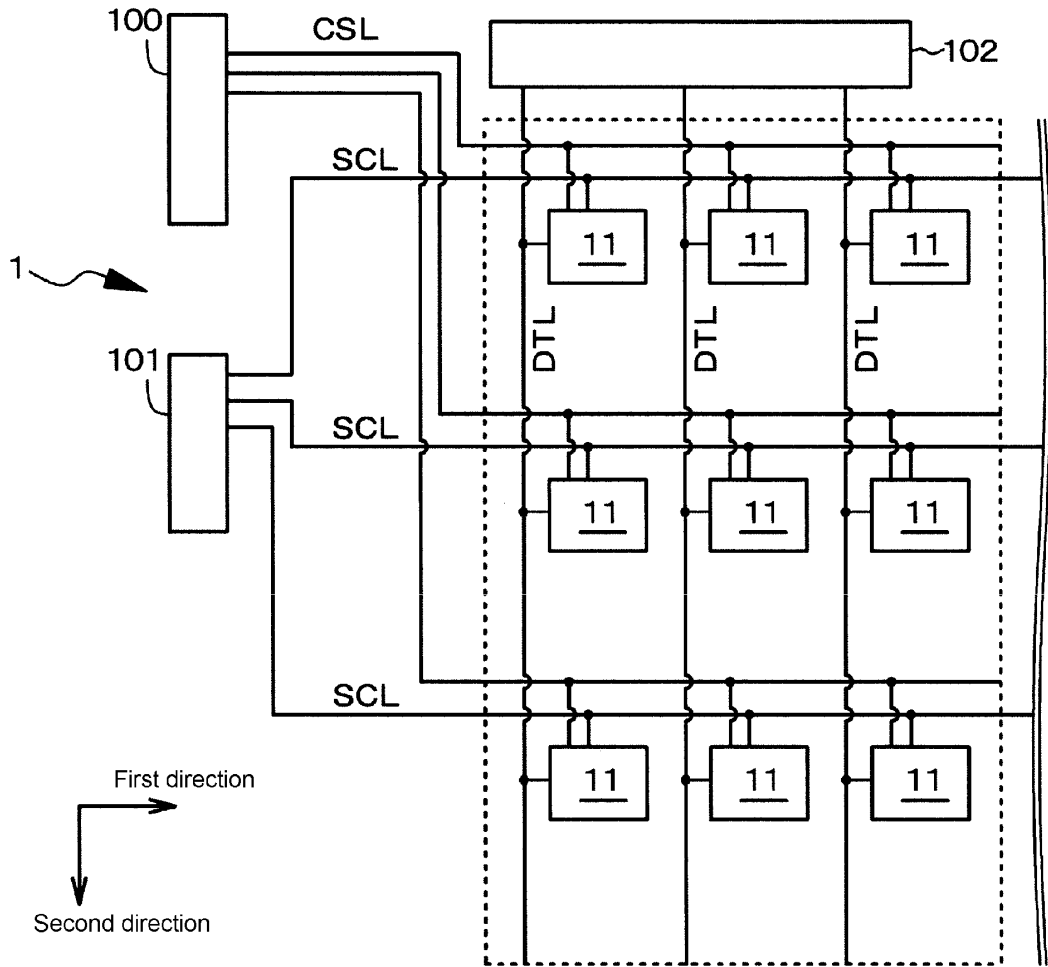 100
CSL
102
SCL
11 11 11
1
DTL DTL DTL
101
SCL
11 11 11
SCL
11 11 11
First direction
Second direction